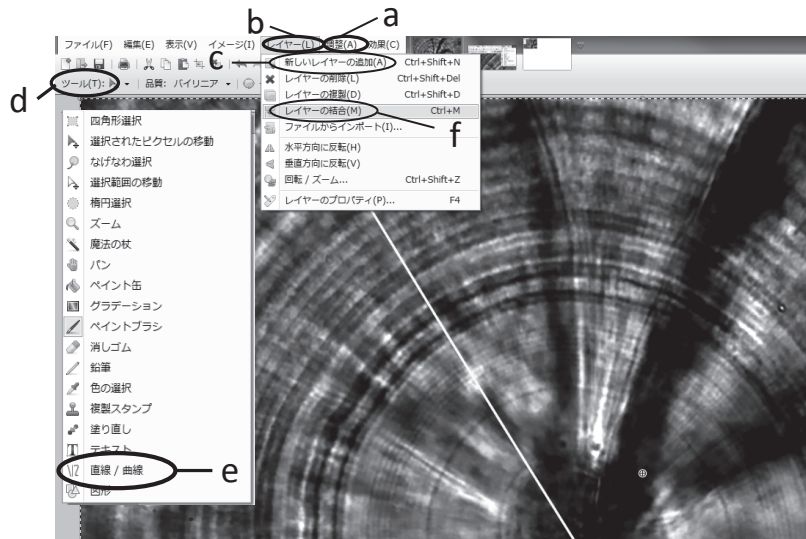 b
a
ファイル(F) 編集(E) 表示(V) イメージ(I) レイヤー(L) 調整(A) 効果(C)
c
新しいレイヤーの追加(A) Ctrl+Shift+N
d
ツール(T): 品質: バイリニア
レイヤーの削除(L) Ctrl+Shift+Del
レイヤーの複製(D) Ctrl+Shift+D
レイヤーの結合(M) Ctrl+M
f
ファイルからインポート(I)...
水平方向に反転(H)
垂直方向に反転(V)
回転 / ズーム... Ctrl+Shift+Z
レイヤーのプロパティ(P)... F4
四角形選択
選択されたピクセルの移動
なげなわ選択
選択範囲の移動
楕円選択
ズーム
魔法の杖
パン
ペイント缶
グラデーション
ペイントブラシ
消しゴム
鉛筆
色の選択
複製スタンプ
塗り直し
テキスト
直線 / 曲線
e
図形